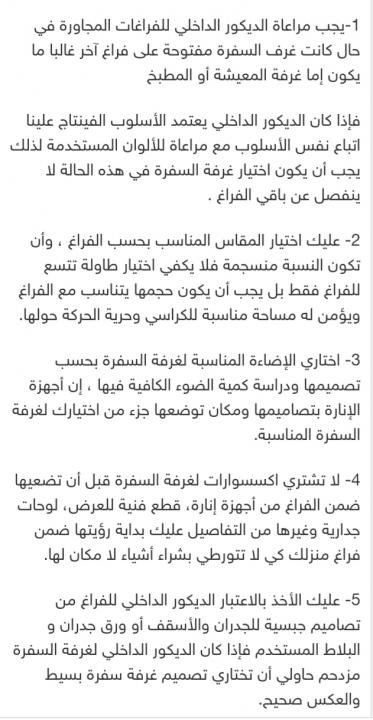 1-يجب مراعاة الديكور الداخلي للفراغات المجاورة في
حال كانت غرف السفرة مفتوحة على فراغ آخر غالبا ما
يكون إما غرفة المعيشة أو المطبخ
فإذا كان الديكور الداخلي يعتمد الأسلوب الفينتاج علينا
اتباع نفس الأسلوب مع مراعاة للألوان المستخدمة لذلك
يجب أن يكون اختيار غرفة السفرة في هذه الحالة لا
ينفصل عن باقي الفراغ .
2- عليك اختيار المقاس المناسب بحسب الفراغ ، وأن
تكون النسبة منسجمة فلا يكفي اختيار طاولة تتسع
للفراغ فقط بل يجب أن يكون حجمها يتناسب مع الفراغ
ويؤمن له مساحة مناسبة للكراسي وحرية الحركة حولها.
3- اختاري الإضاءة المناسبة لغرفة السفرة بحسب
تصميمها ودراسة كمية الضوء الكافية فيها ، إن أجهزة
الإنارة بتصاميمها ومكان توضعها جزء من اختيارك لغرفة
السفرة المناسبة.
4- لا تشتري اكسسوارات لغرفة السفرة قبل أن تضعيها
ضمن الفراغ من أجهزة إنارة، قطع فنية للعرض، لوحات
جدارية وغيرها من التفاصيل عليك بداية رؤيتها ضمن
فراغ منزلك كي لا تتورطي بشراء أشياء لا مكان لها.
5- عليك الأخذ بالاعتبار الديكور الداخلي للفراغ من
تصاميم جبسية للجدران والأسقف أو ورق جدران و
البلاط المستخدم فإذا كان الديكور الداخلي لغرفة السفرة
مزدحم حاولي أن تختاري تصميم غرفة سفرة بسيط
والعكس صحيح.